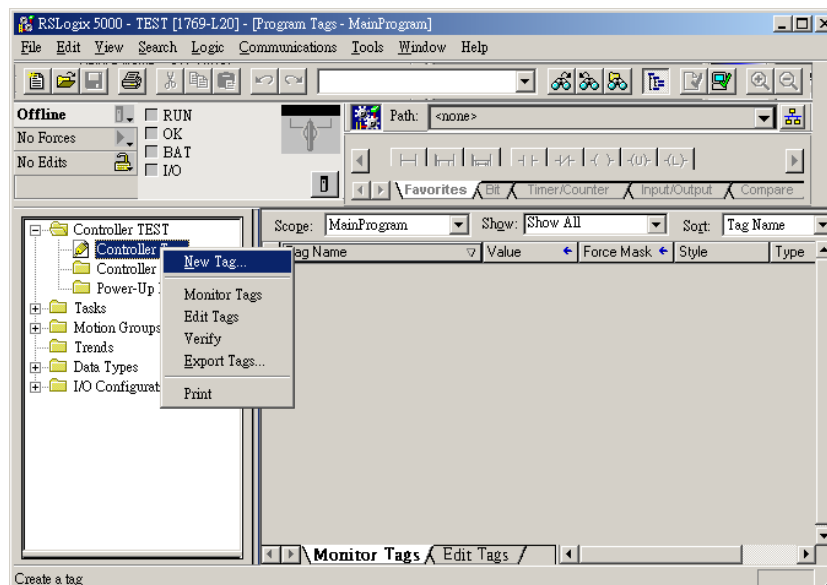 RSLogix 5000 - TEST [1769-L20] - [Program Tags - MainProgram]
File Edit View Search Logic Communications Tools Window Help
Offline RUN Path: <none>
No Forces OK
No Edits BAT
I/O
Favorites Bit Timer/Counter Input/Output Compare
Scope: MainProgram Show: Show All Sort: Tag Name
Tag Name Value Force Mask Style Type
Controller TEST
Controller
Controller
Power-Up
Tasks
Motion Groups
Trends
Data Types
I/O Configurat
New Tag...
Monitor Tags
Edit Tags
Verify
Export Tags...
Print
Monitor Tags Edit Tags
Create a tag